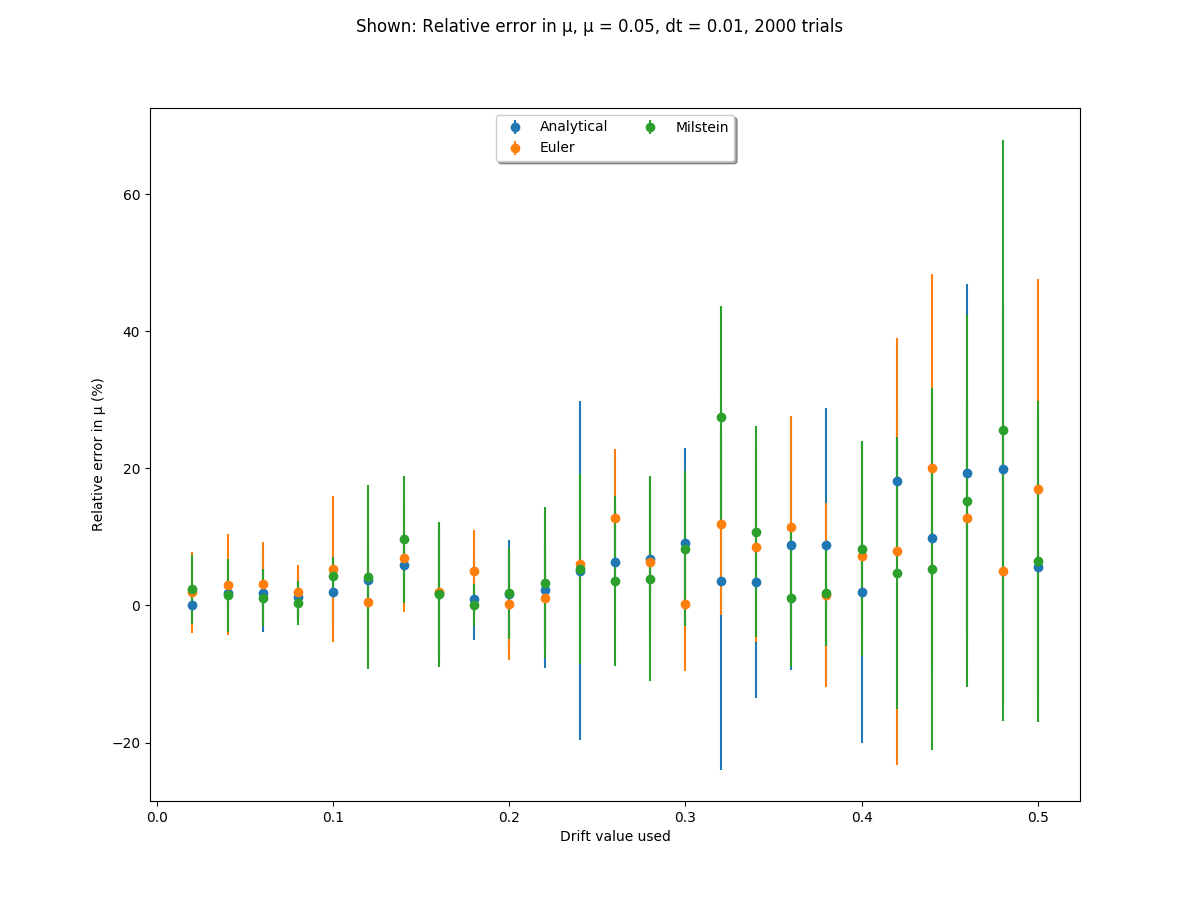 Shown: Relative error in μ, μ = 0.05, dt = 0.01, 2000 trials
Analytical
Euler
Milstein
60
40
20
0
−20
Relative error in μ (%)
0.0
0.1
0.2
0.3
0.4
0.5
Drift value used